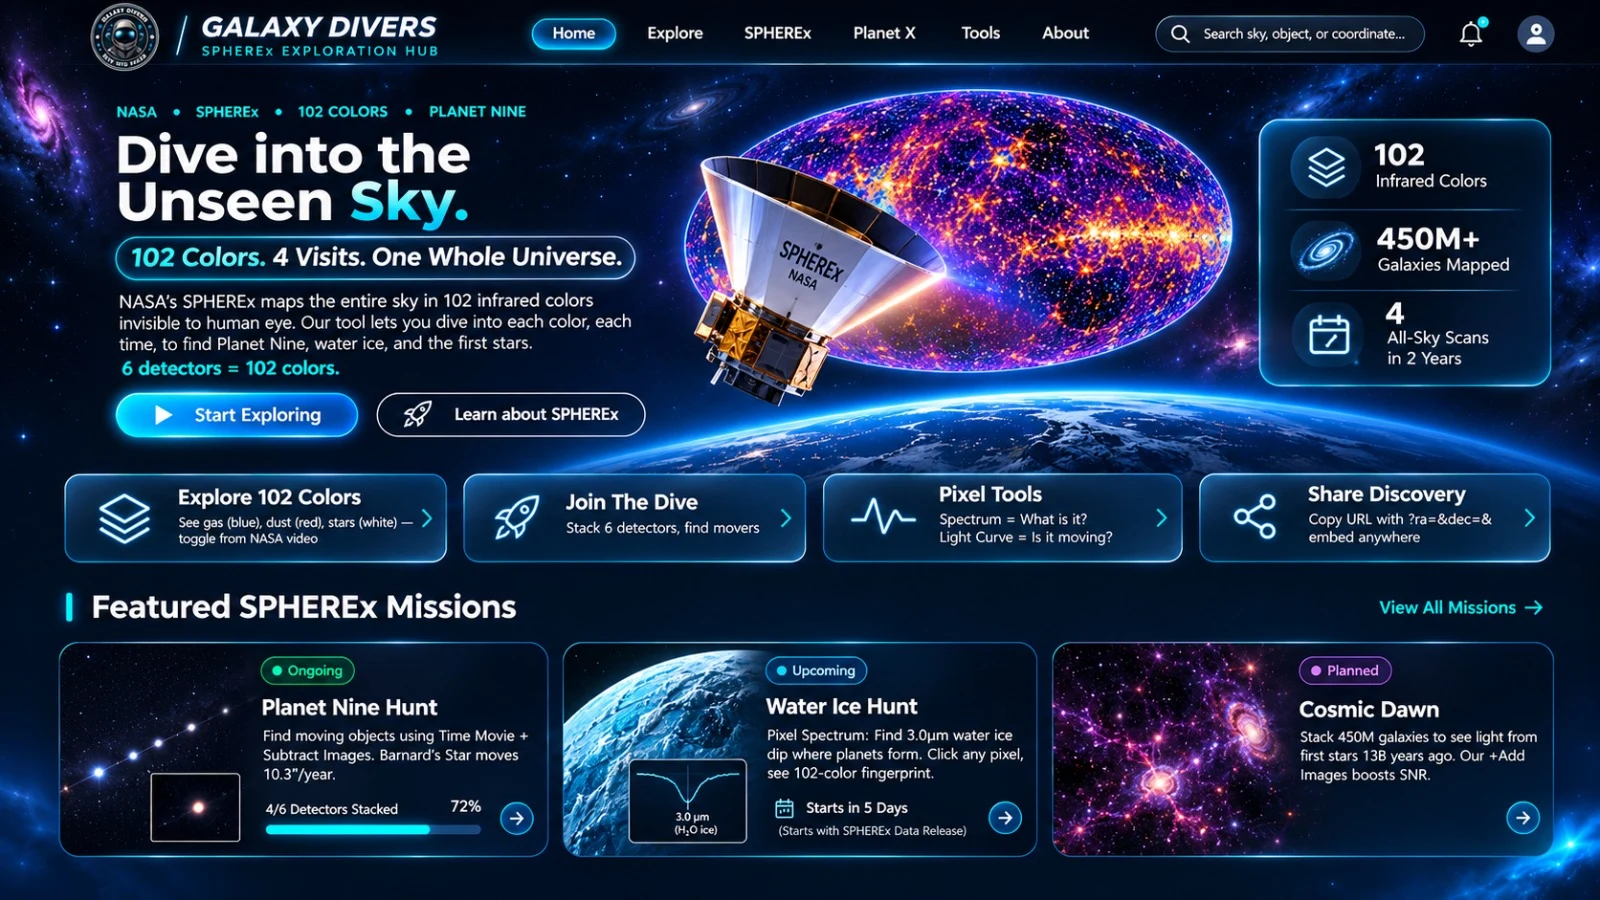 GALAXY DIVERS
GALAXY DIVERS
SPHEREx EXPLORATION HUB
Home
Explore
SPHEREx
Planet X
Tools
About
Search sky, object, or coordinate...
NASA • SPHEREx • 102 COLORS • PLANET NINE
Dive into the
Unseen Sky.
102 Colors. 4 Visits. One Whole Universe.
NASA's SPHEREx maps the entire sky in 102 infrared colors
invisible to human eye. Our tool lets you dive into each color, each
time, to find Planet Nine, water ice, and the first stars.
6 detectors = 102 colors.
Start Exploring
Learn about SPHEREx
SPHEREx
NASA
102
Infrared Colors
450M+
Galaxies Mapped
4
All-Sky Scans
in 2 Years
Explore 102 Colors
See gas (blue), dust (red), stars (white) —
toggle from NASA video
Join The Dive
Stack 6 detectors, find movers
Pixel Tools
Spectrum = What is it?
Light Curve = Is it moving?
Share Discovery
Copy URL with ?ra=&dec=&
embed anywhere
Featured SPHEREx Missions
View All Missions →
Ongoing
Planet Nine Hunt
Find moving objects using Time Movie +
Subtract Images. Barnard's Star moves
10.3"/year.
4/6 Detectors Stacked
72%
Upcoming
Water Ice Hunt
Pixel Spectrum: Find 3.0μm water ice
dip where planets form. Click any pixel,
see 102-color fingerprint.
3.0 μm
(H₂O ice)
Starts in 5 Days
(Starts with SPHEREx Data Release)
Planned
Cosmic Dawn
Stack 450M galaxies to see light from
first stars 13B years ago. Our +Add
Images boosts SNR.